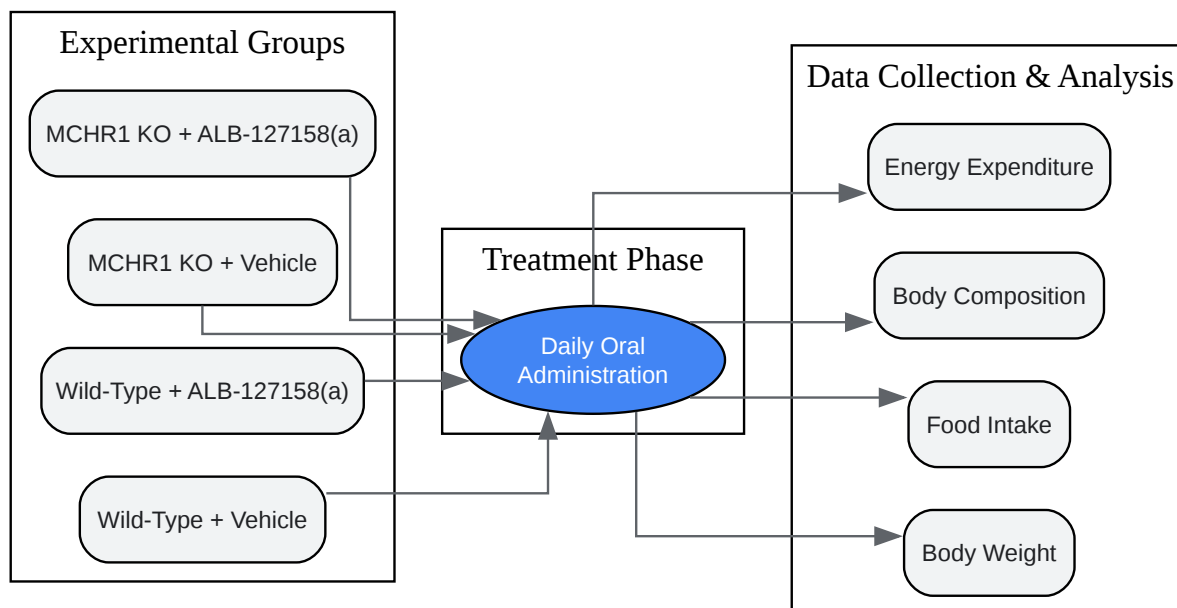 Experimental Groups
MCHR1 KO + ALB-127158(a)
MCHR1 KO + Vehicle
Wild-Type + ALB-127158(a)
Wild-Type + Vehicle
Treatment Phase
Daily Oral
Administration
Data Collection & Analysis
Energy Expenditure
Body Composition
Food Intake
Body Weight